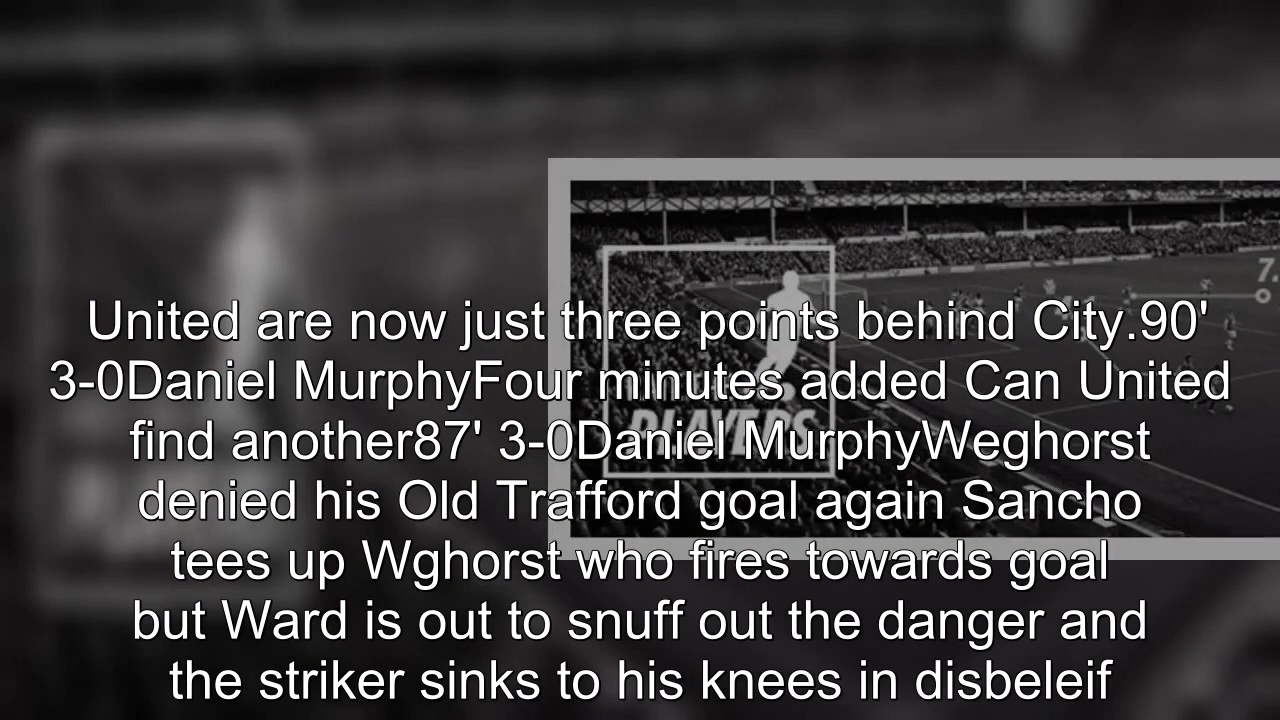 7.
United are now just three points behind City.90'
3-0Daniel MurphyFour minutes added Can United
PLAYERS
find another87' 3-0Daniel MurphyWeghorst
denied his Old Trafford goal again Sancho
tees up Wghorst who fires towards goal
but Ward is out to snuff out the danger and
the striker sinks to his knees in disbeleif